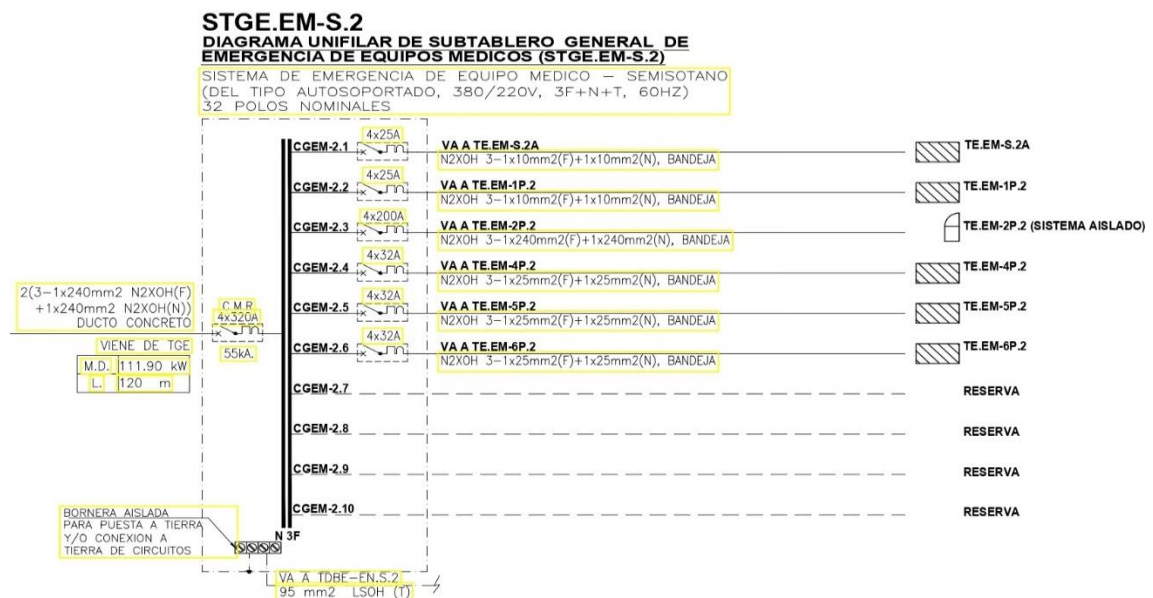 STGE.EM-S.2
DIAGRAMA UNIFILAR DE SUBTABLERO GENERAL DE
EMERGENCIA DE EQUIPOS MEDICOS (STGE.EM-S.2)
SISTEMA DE EMERGENCIA DE EQUIPO MEDICO – SEMISOTANO
(DEL TIPO AUTOSOPORTADO, 380/220V, 3F+N+T, 60HZ)
32 POLOS NOMINALES
CGEM-2.1 4x25A VA A TE.EM-S.2A TE.EM-S.2A
N2XOH 3-1x10mm2(F)+1x10mm2(N), BANDEJA
CGEM-2.2 4x25A VA A TE.EM-1P.2 TE.EM-1P.2
N2XOH 3-1x10mm2(F)+1x10mm2(N), BANDEJA
CGEM-2.3 4x200A VA A TE.EM-2P.2 TE.EM-2P.2 (SISTEMA AISLADO)
N2XOH 3-1x240mm2(F)+1x240mm2(N), BANDEJA
CGEM-2.4 4x32A VA A TE.EM-4P.2 TE.EM-4P.2
N2XOH 3-1x25mm2(F)+1x25mm2(N), BANDEJA
CGEM-2.5 4x32A VA A TE.EM-5P.2 TE.EM-5P.2
N2XOH 3-1x25mm2(F)+1x25mm2(N), BANDEJA
CGEM-2.6 4x32A VA A TE.EM-6P.2 TE.EM-6P.2
N2XOH 3-1x25mm2(F)+1x25mm2(N), BANDEJA
CGEM-2.7 RESERVA
CGEM-2.8 RESERVA
CGEM-2.9 RESERVA
CGEM-2.10 RESERVA
2(3-1x240mm2 N2XOH(F)
+1x240mm2 N2XOH(N))
DUCTO CONCRETO
C.M.R.
4x320A
55kA.
VIENE DE TGE
M.D. 111.90 kW
L. 120 m
BORNERA AISLADA
PARA PUESTA A TIERRA
Y/O CONEXION A
TIERRA DE CIRCUITOS
N 3F
VA A TDBE-EN.S.2
95 mm2 LSOH (T)